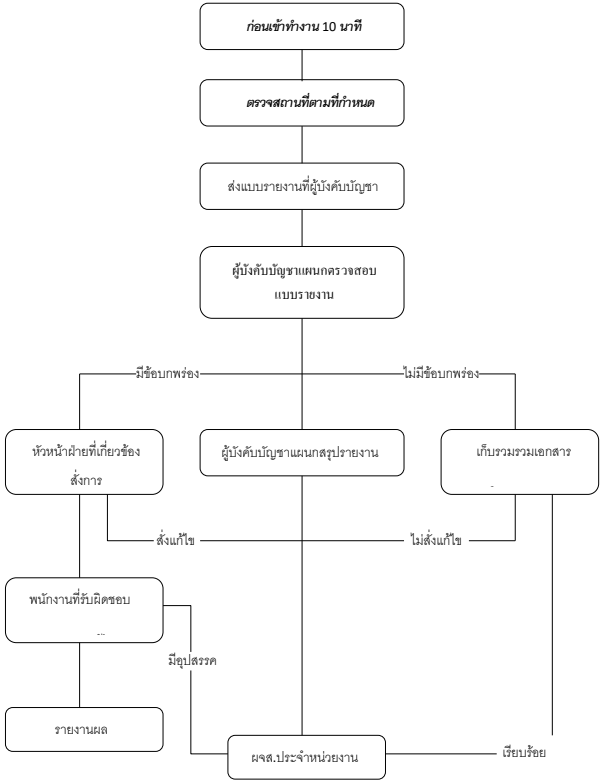 ก่อนเข้าทำงาน 10 นาที
ตรวจสถานที่ตามที่กำหนด
ส่งแบบรายงานที่ผู้บังคับบัญชา
ผู้บังคับบัญชาแผนกตรวจสอบ
แบบรายงาน
มีข้อบกพร่อง
ไม่มีข้อบกพร่อง
หัวหน้าฝ่ายที่เกี่ยวข้อง
สั่งการ
ผู้บังคับบัญชาแผนกสรุปรายงาน
เก็บรวมรวมเอกสาร
สั่งแก้ไข
ไม่สั่งแก้ไข
พนักงานที่รับผิดชอบ
มีอุปสรรค
รายงานผล
ผจส.ประจำหน่วยงาน
เรียบร้อย